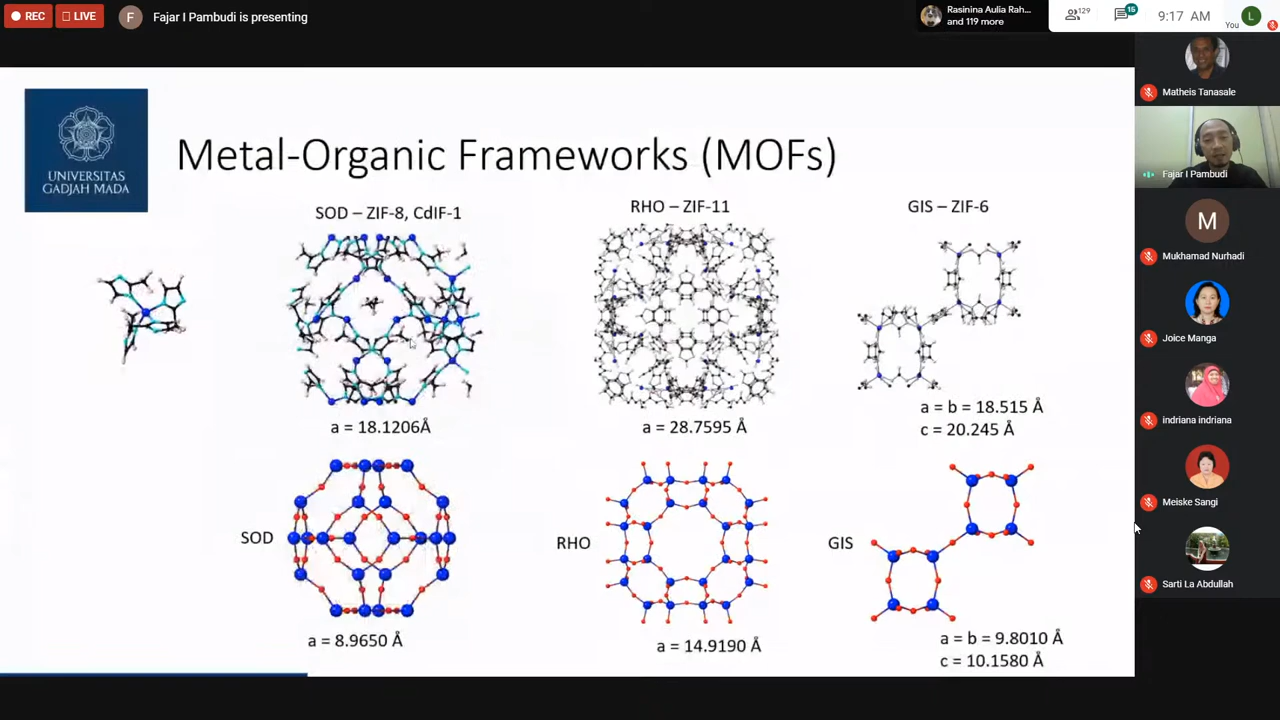 REC
LIVE
F
Fajar I Pambudi is presenting
Rasinina Aulia Rah...
and 119 more
129
15
9:17 AM
You
L
UNIVERSITAS
GADJAH MADA
Metal-Organic Frameworks (MOFs)
SOD – ZIF-8, CdIF-1
RHO – ZIF-11
GIS – ZIF-6
a = 18.1206Å
a = 28.7595 Å
a = b = 18.515 Å
c = 20.245 Å
SOD
RHO
GIS
a = 8.9650 Å
a = 14.9190 Å
a = b = 9.8010 Å
c = 10.1580 Å
Matheis Tanasale
Fajar I Pambudi
M
Mukhamad Nurhadi
Joice Manga
indriana indriana
Meiske Sangi
Sarti La Abdullah